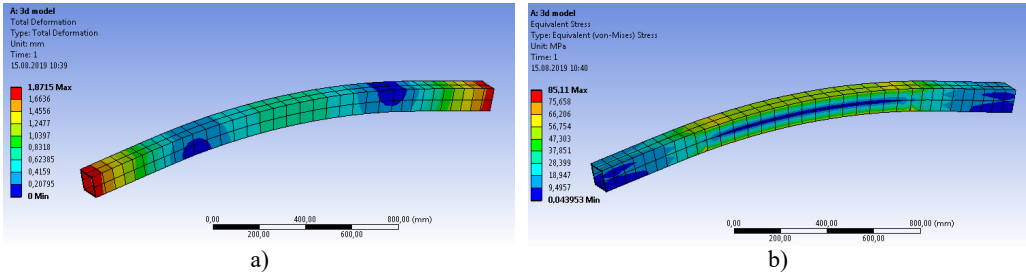 A: 3d model
Total Deformation
Type: Total Deformation
Unit: mm
Time: 1
15.08.2019 10:39
1,8715 Max
1,6636
1,4556
1,2477
1,0397
0,8318
0,62385
0,4159
0,20795
0 Min
0,00 400,00 800,00 (mm)
200,00 600,00
a)
A: 3d model
Equivalent Stress
Type: Equivalent (von-Mises) Stress
Unit: MPa
Time: 1
15.08.2019 10:40
85,11 Max
75,658
66,206
56,754
47,303
37,851
28,399
18,947
9,4957
0,043953 Min
0,00 400,00 800,00 (mm)
200,00 600,00
b)